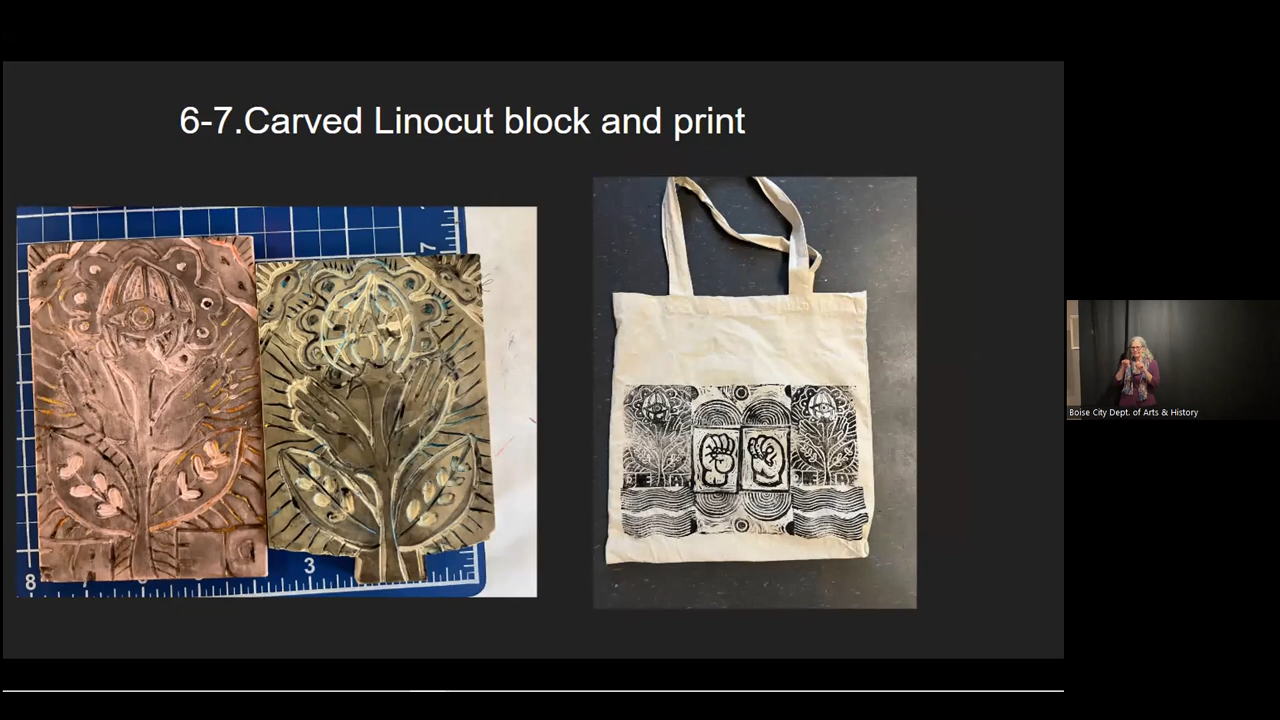 6-7.Carved Linocut block and print
7
8
3
Boise City Dept. of Arts & History